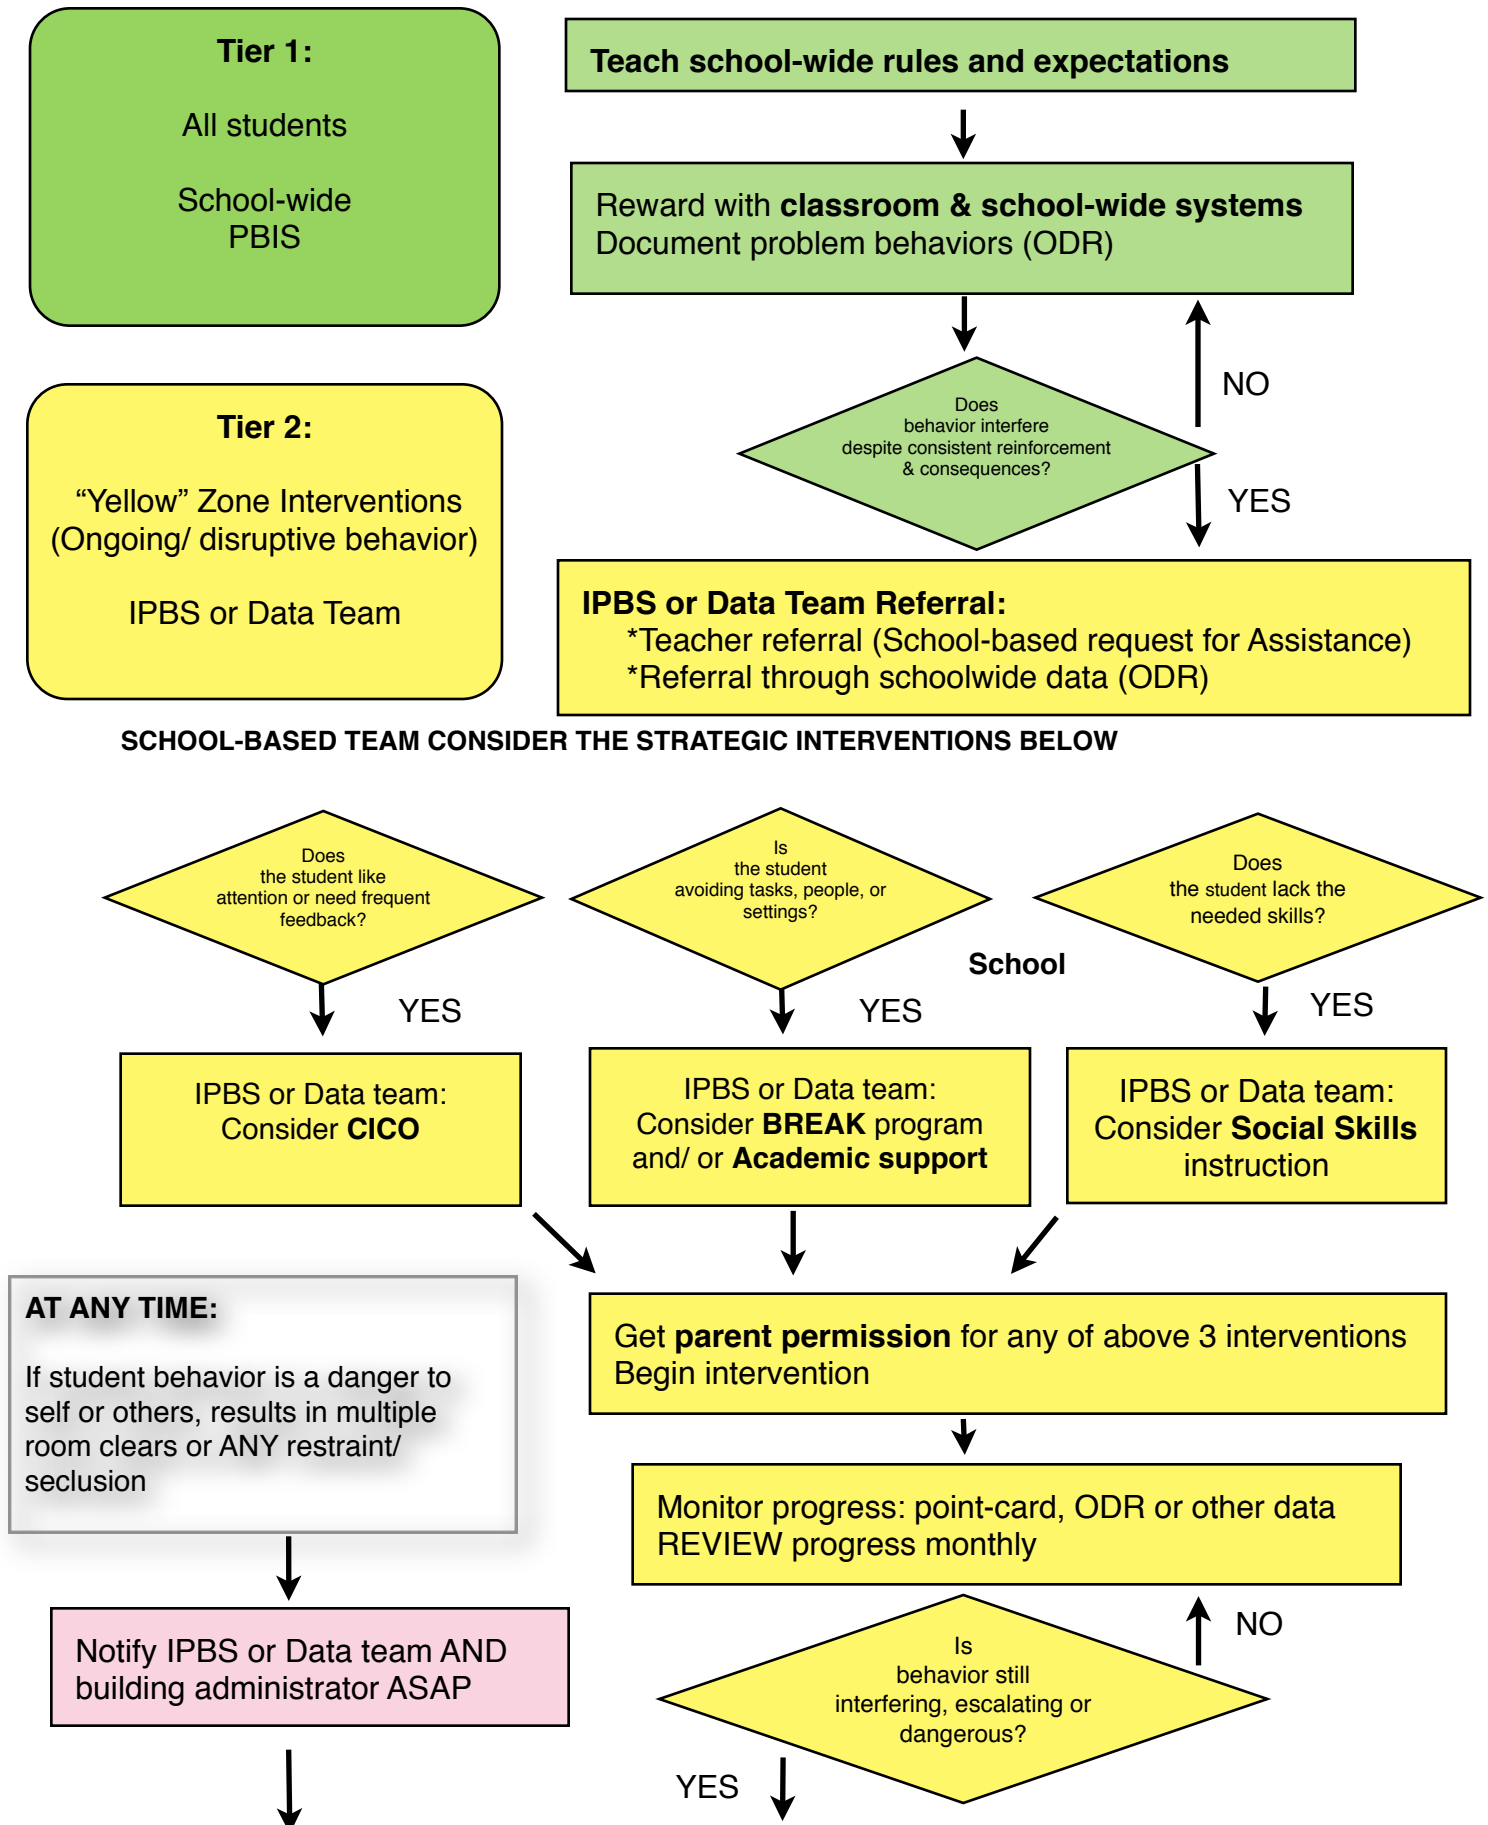 Tier 1:
All students
School-wide
PBIS
Teach school-wide rules and expectations
Reward with classroom & school-wide systems
Document problem behaviors (ODR)
NO
Does
behavior interfere
despite consistent reinforcement
& consequences?
YES
Tier 2:
“Yellow” Zone Interventions
(Ongoing/ disruptive behavior)
IPBS or Data Team
IPBS or Data Team Referral:
*Teacher referral (School-based request for Assistance)
*Referral through schoolwide data (ODR)
SCHOOL-BASED TEAM CONSIDER THE STRATEGIC INTERVENTIONS BELOW
Does
the student like
attention or need frequent
feedback?
YES
Is
the student
avoiding tasks, people, or
settings?
YES
School
Does
the student lack the
needed skills?
YES
IPBS or Data team:
Consider CICO
IPBS or Data team:
Consider BREAK program
and/ or Academic support
IPBS or Data team:
Consider Social Skills
instruction
Get parent permission for any of above 3 interventions
Begin intervention
AT ANY TIME:
If student behavior is a danger to
self or others, results in multiple
room clears or ANY restraint/
seclusion
Monitor progress: point-card, ODR or other data
REVIEW progress monthly
Notify IPBS or Data team AND
building administrator ASAP
NO
Is
behavior still
interfering, escalating or
dangerous?
YES